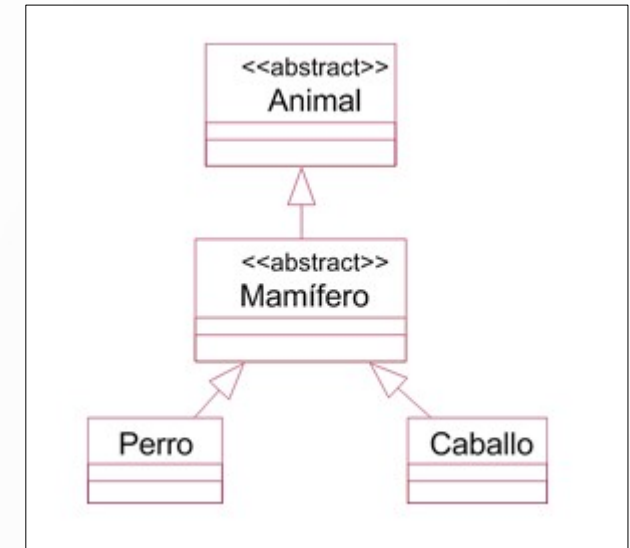 <<abstract>>
Animal
<<abstract>>
Mamífero
Perro
Caballo